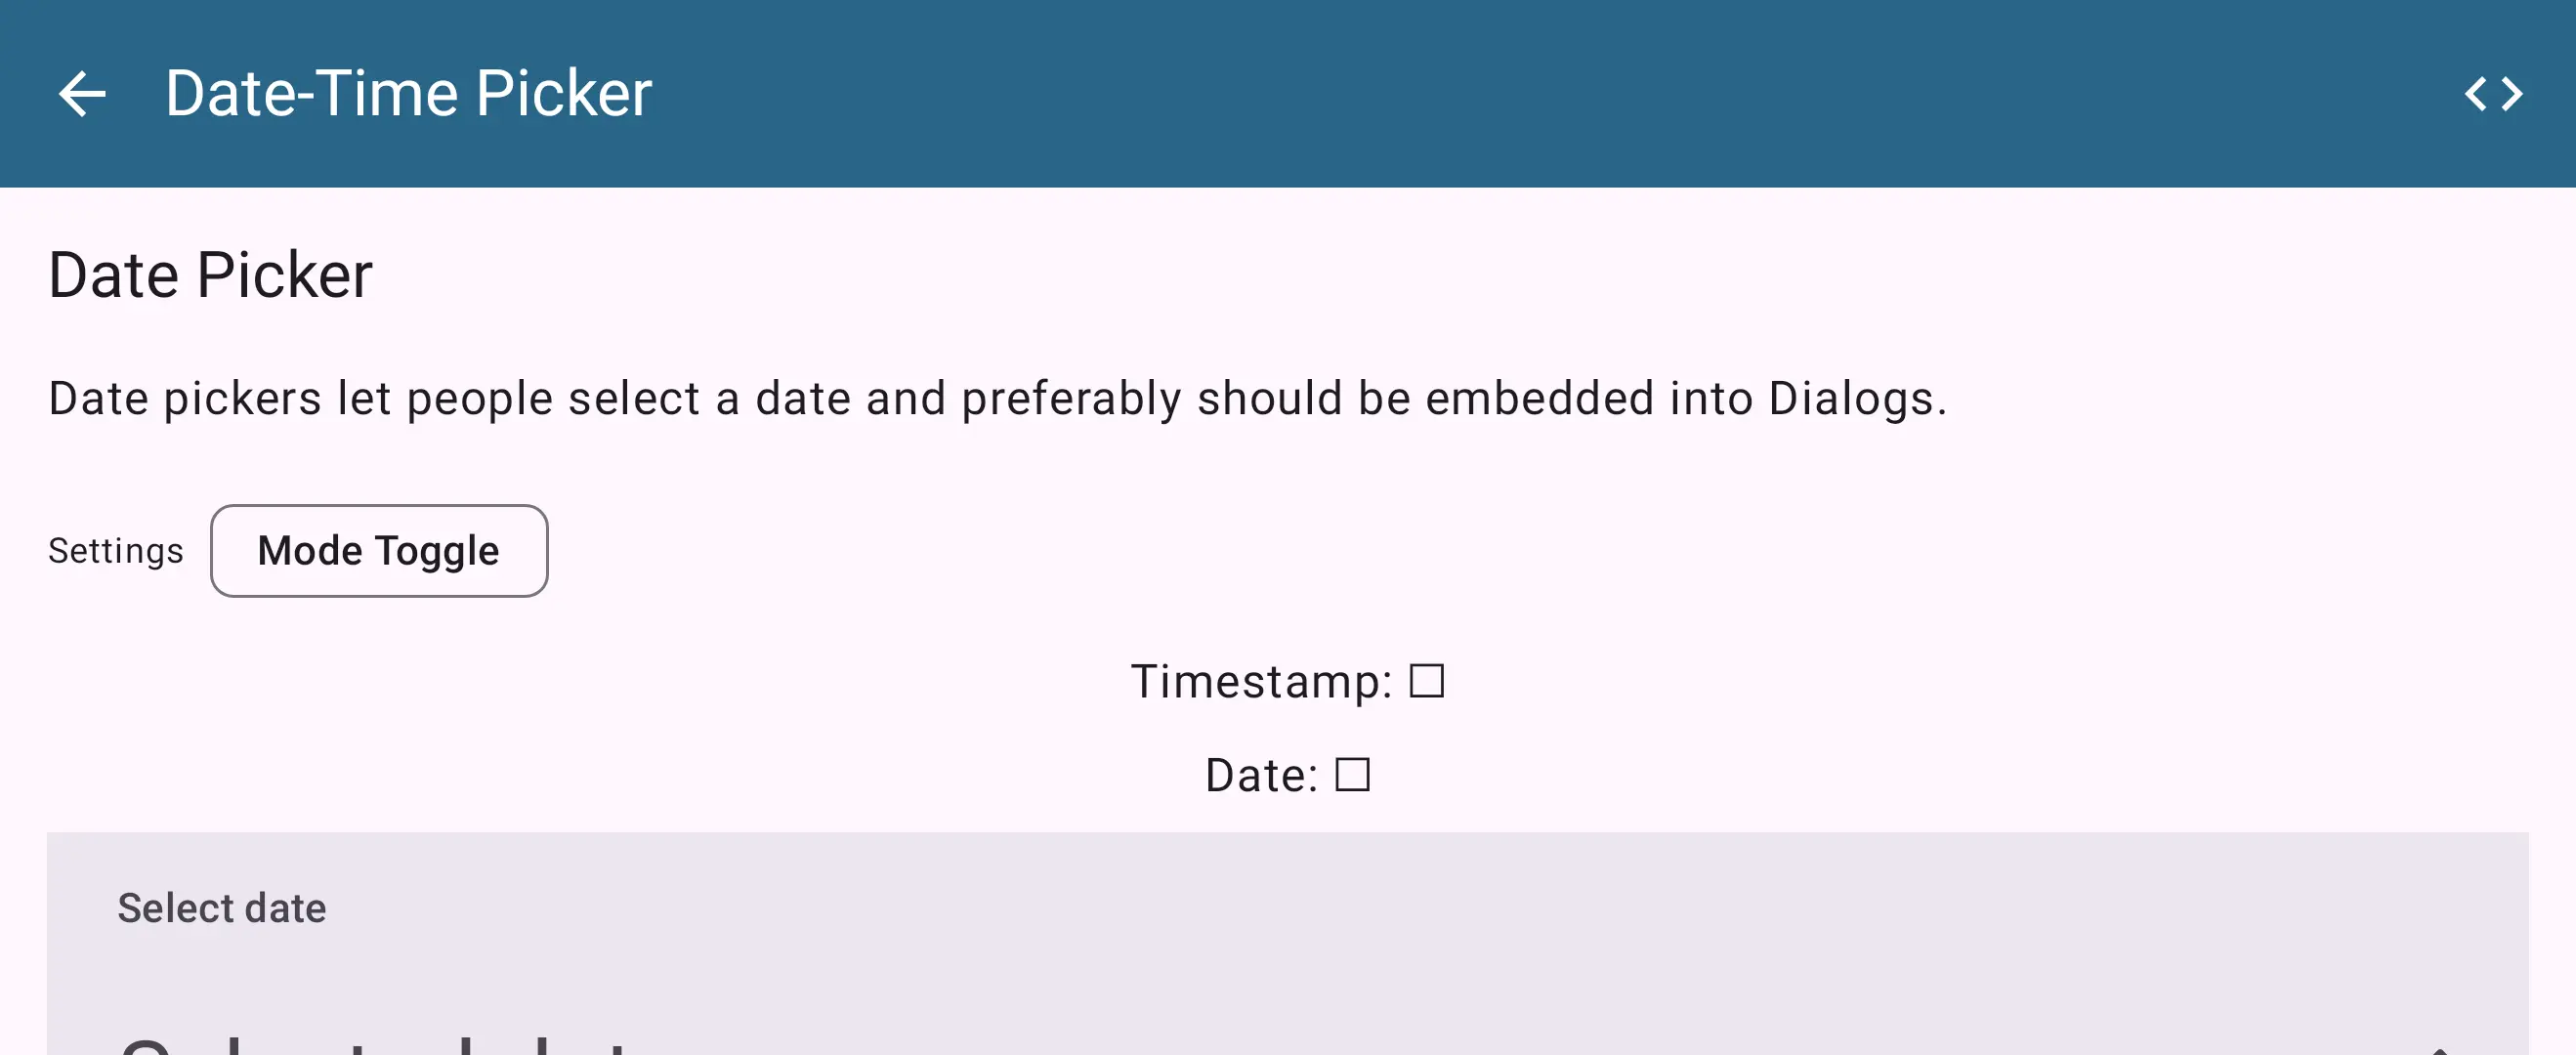 Date-Time Picker
Date Picker
Date pickers let people select a date and preferably should be embedded into Dialogs.
Settings Mode Toggle
Timestamp: ☐
Date: ☐
Select date